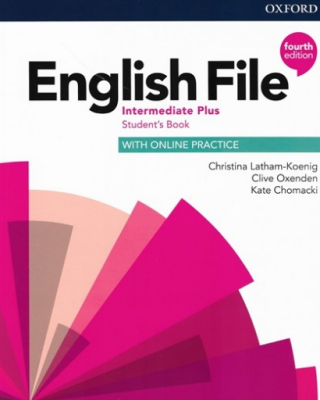 OXFORD
fourth
edition
English File
Intermediate Plus
Student's Book
WITH ONLINE PRACTICE
Christina Latham-Koenig
Clive Oxenden
Kate Chomacki